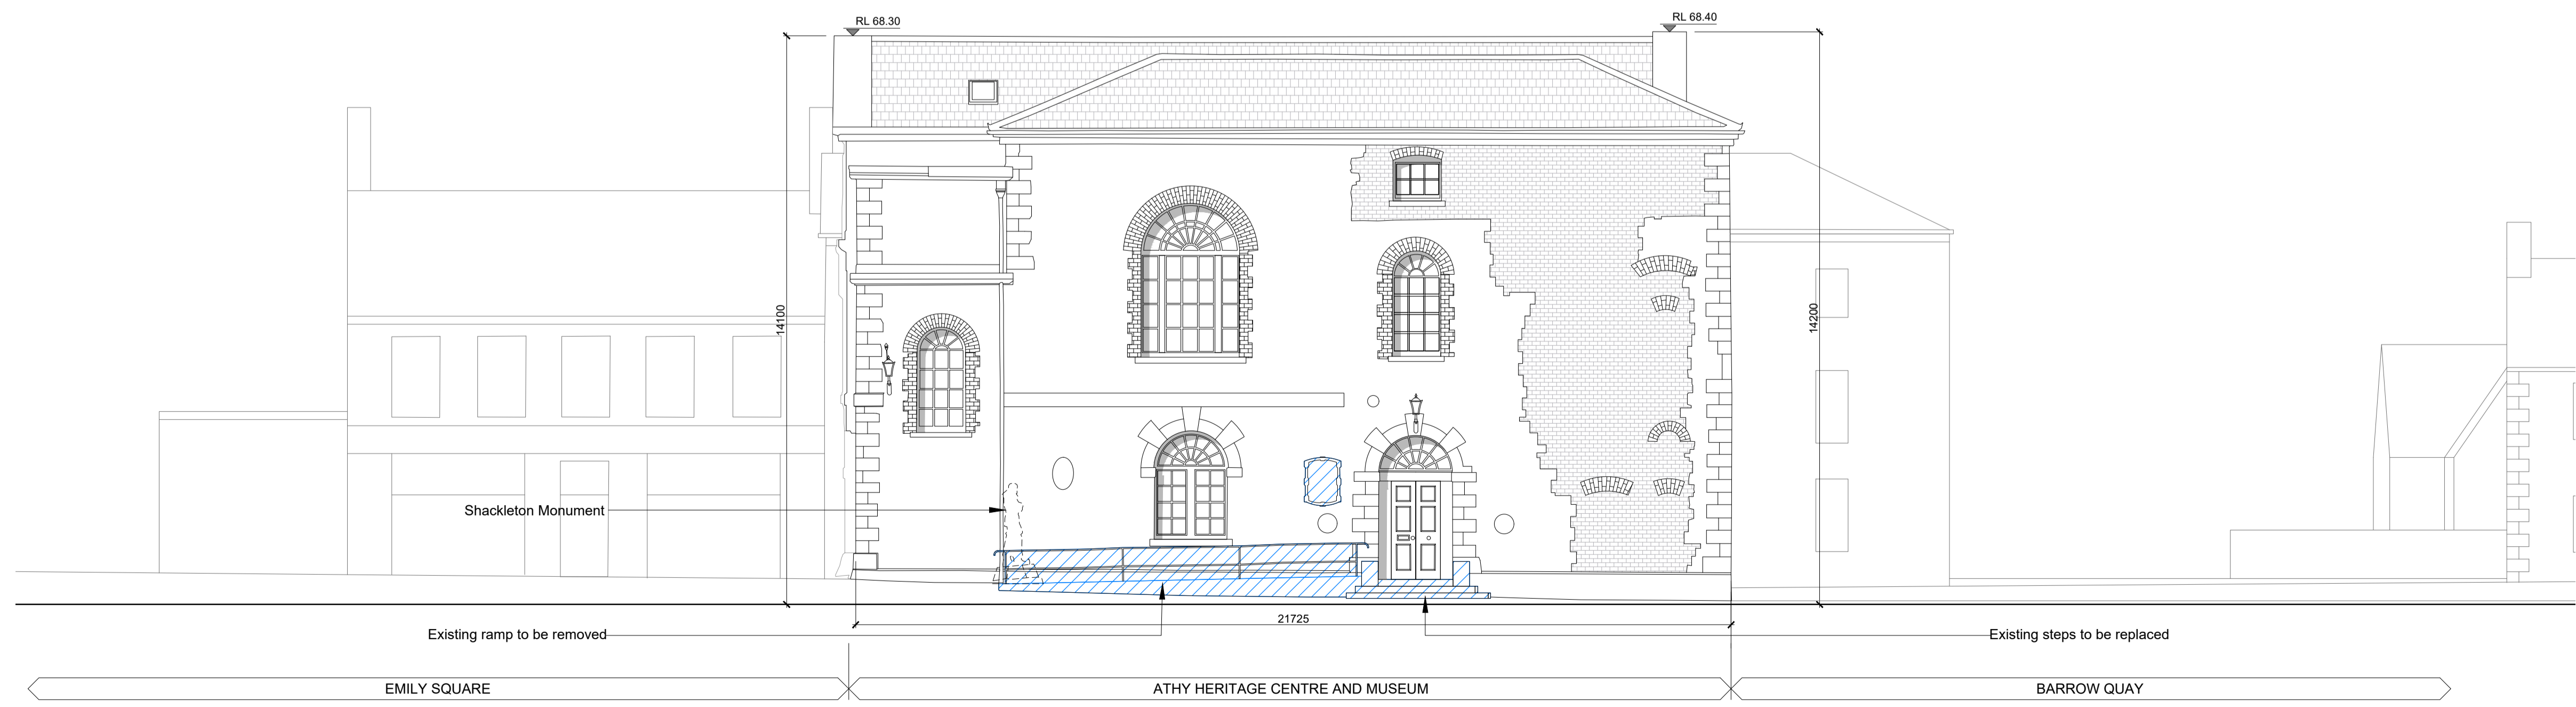 RL 68.30
RL 68.40
14100
14200
Shackleton Monument
21725
Existing ramp to be removed
Existing steps to be replaced
EMILY SQUARE
ATHY HERITAGE CENTRE AND MUSEUM
BARROW QUAY